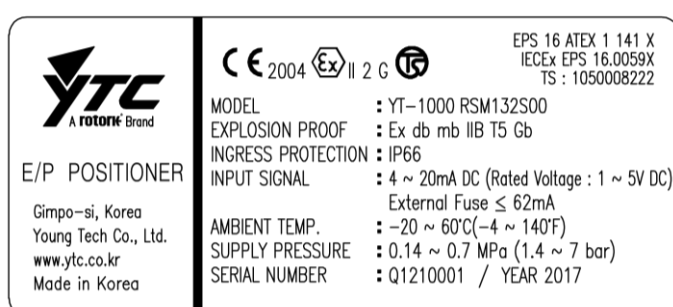 YTC
A rotork Brand
E/P POSITIONER
Gimpo-si, Korea
Young Tech Co., Ltd.
www.ytc.co.kr
Made in Korea
CE 2004 Ex II 2 G TS
EPS 16 ATEX 1 141 X
IECEx EPS 16.0059X
TS : 1050008222
MODEL : YT-1000 RSM132S00
EXPLOSION PROOF : Ex db mb IIB T5 Gb
INGRESS PROTECTION : IP66
INPUT SIGNAL : 4 ~ 20mA DC (Rated Voltage : 1 ~ 5V DC)
External Fuse ≤ 62mA
AMBIENT TEMP. : -20 ~ 60℃(-4 ~ 140℉)
SUPPLY PRESSURE : 0.14 ~ 0.7 MPa (1.4 ~ 7 bar)
SERIAL NUMBER : Q1210001 / YEAR 2017